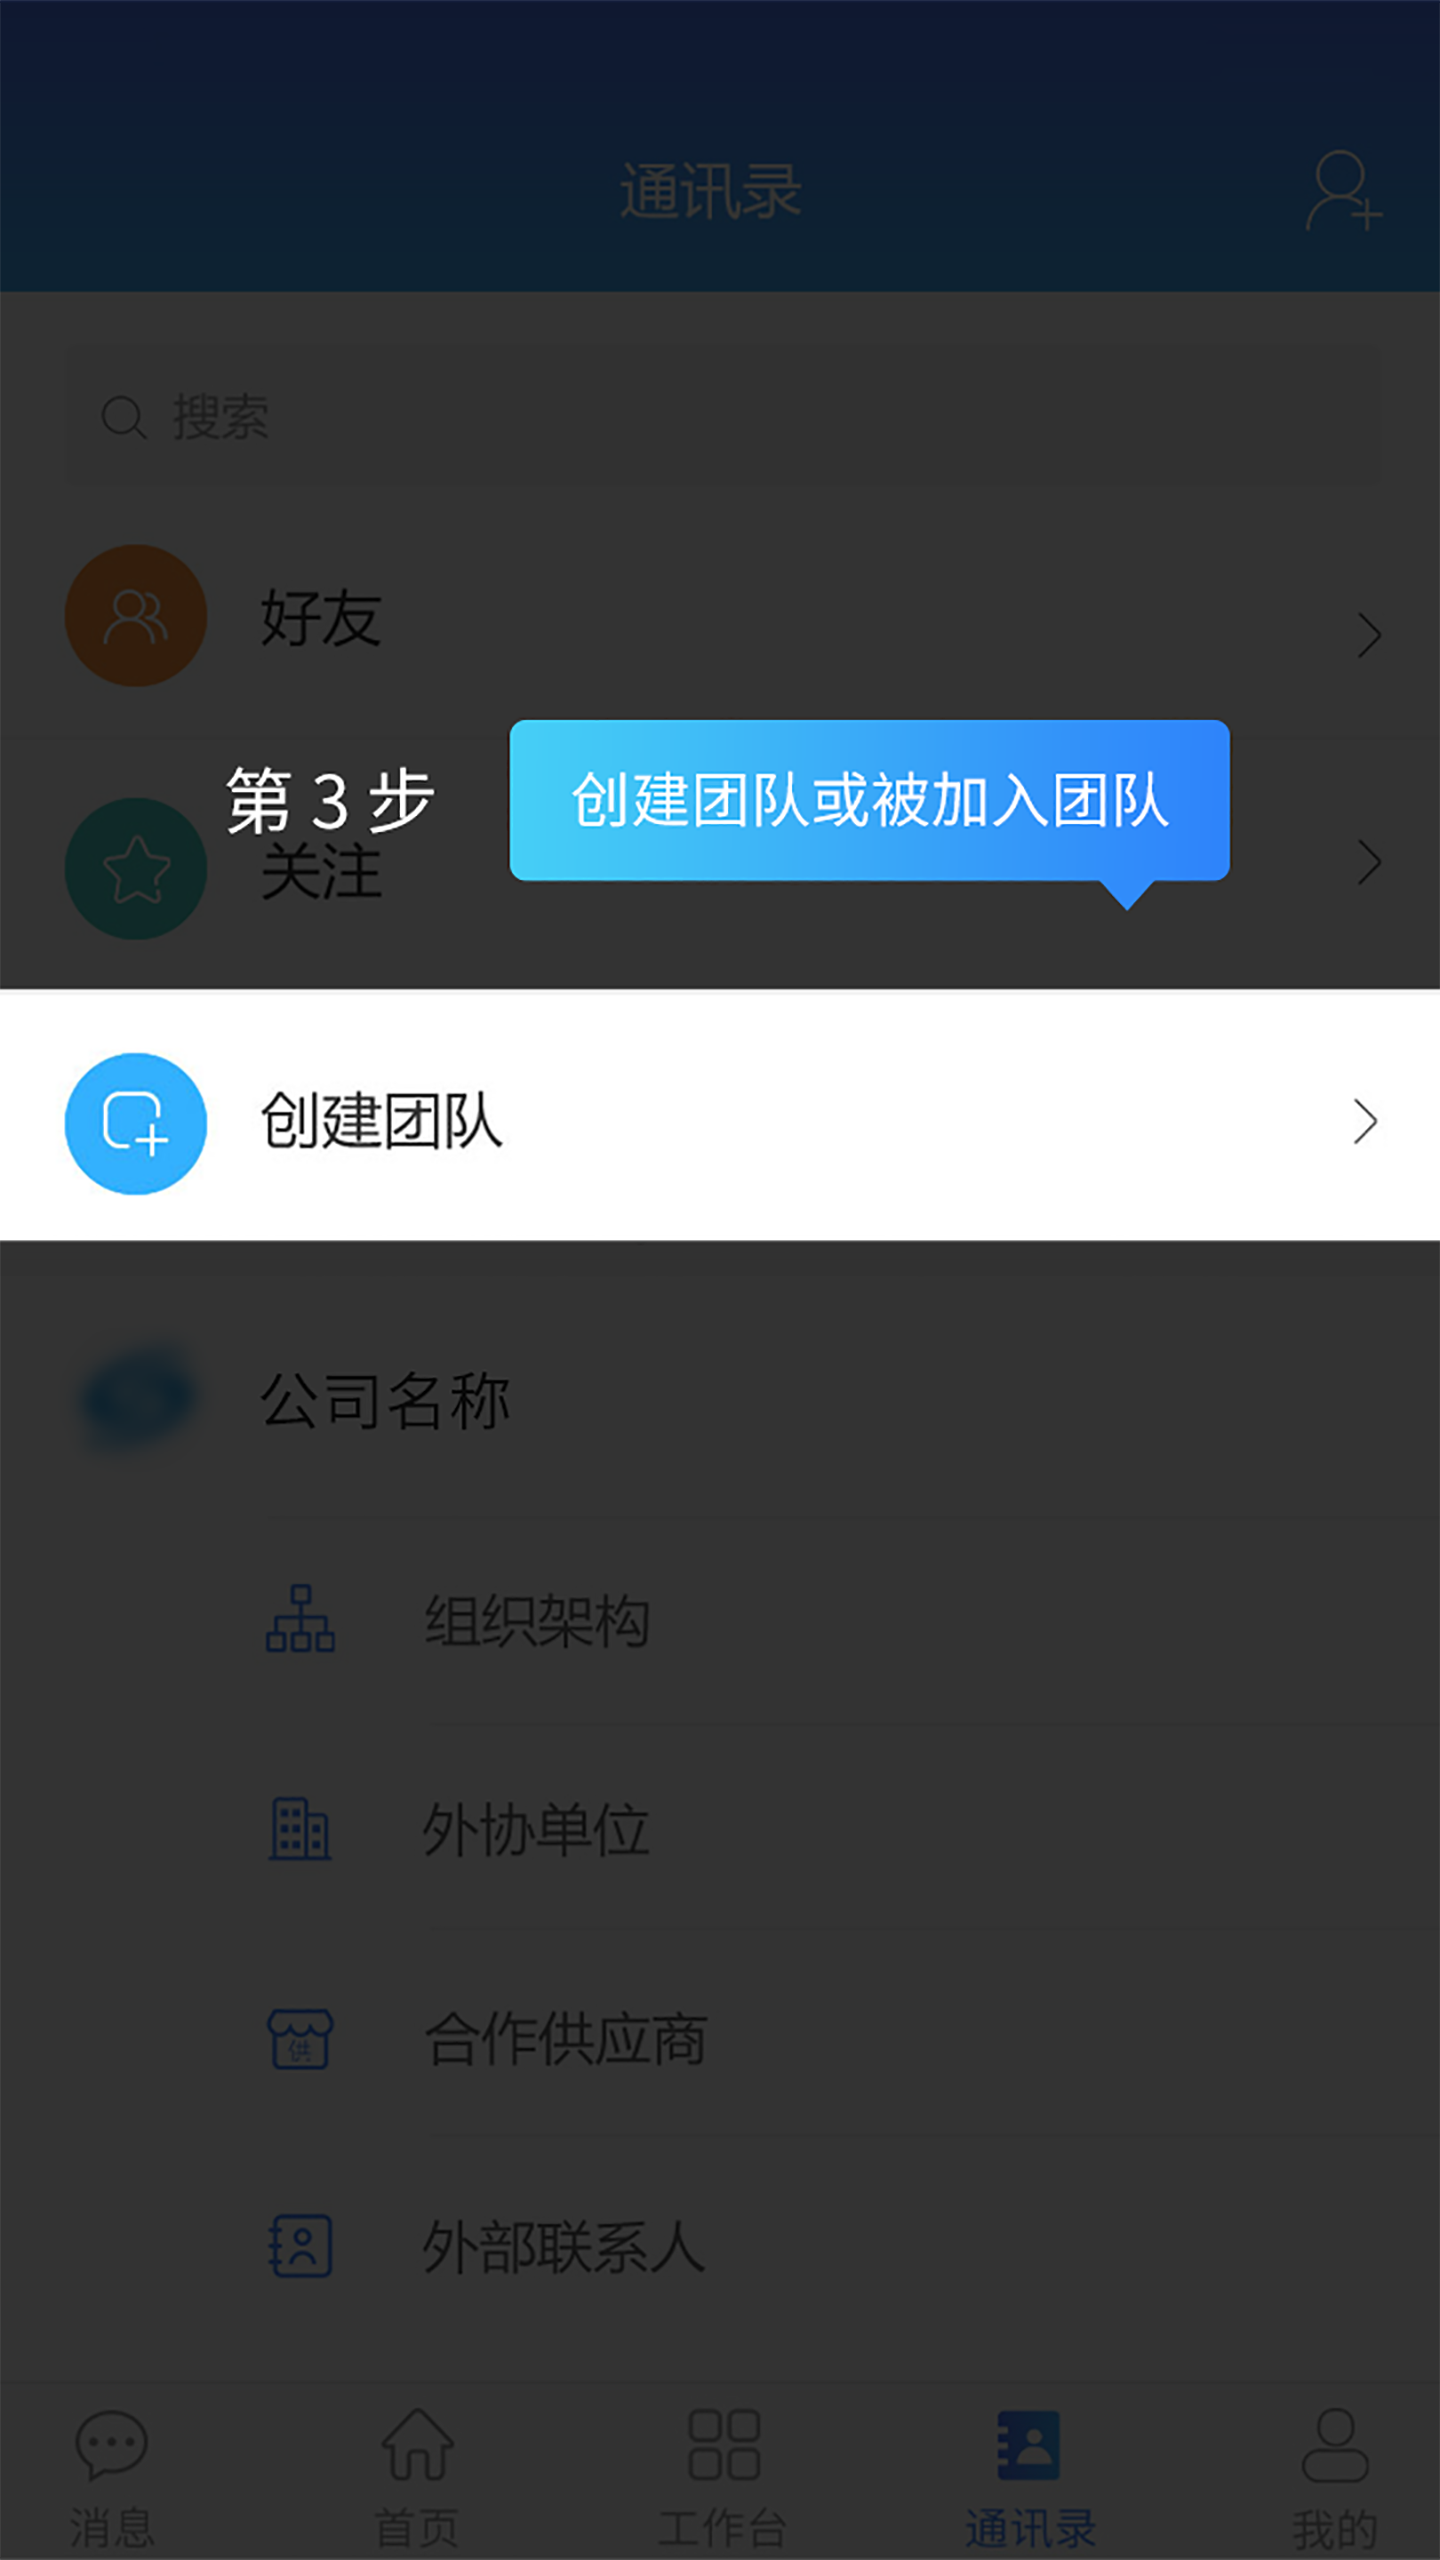 通讯录
搜索
好友
第 3 步
创建团队或被加入团队
关注
创建团队
公司名称
组织架构
外协单位
供
合作供应商
外部联系人
消息
首页
工作台
通讯录
我的